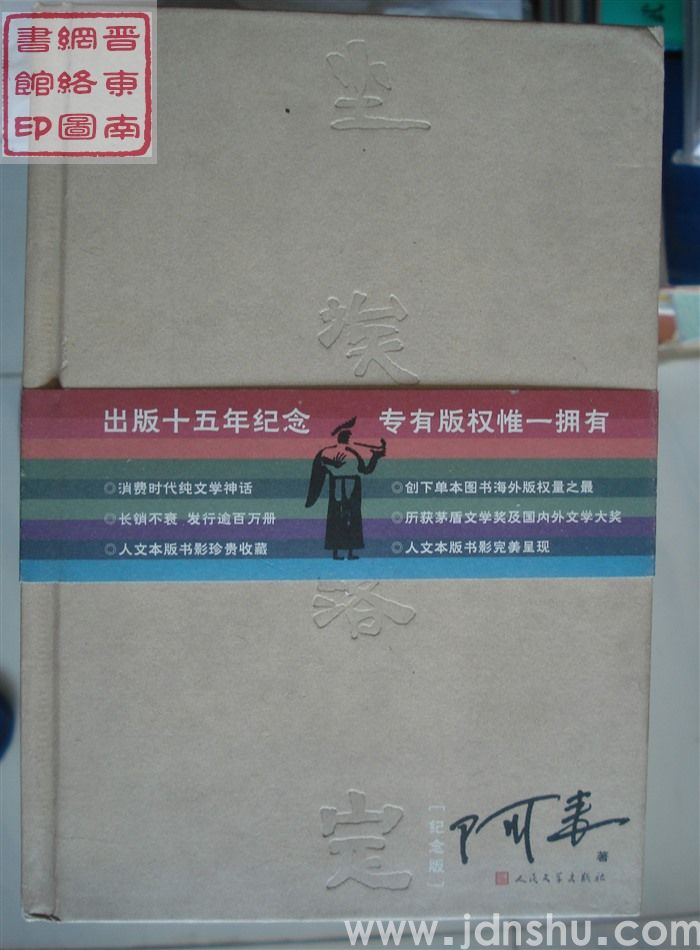 晋东南
網絡圖
書館印
尘
埃
落
定
出版十五年纪念
专有版权惟一拥有
◎消费时代纯文学神话
◎创下单本图书海外版权量之最
◎长销不衰 发行逾百万册
◎历获茅盾文学奖及国内外文学大奖
◎人文本版书影珍贵收藏
◎人文本版书影完美呈现
[纪念版]
阿来
著
人民文学出版社
www.jdnshu.com